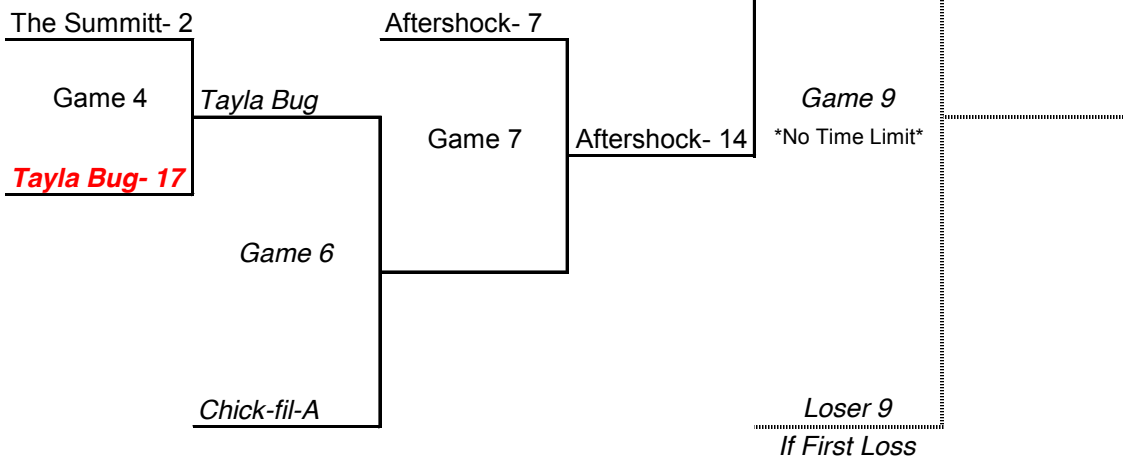 The Summitt- 2
Aftershock- 7
Game 4
Tayla Bug
Game 9
Game 7
Aftershock- 14
*No Time Limit*
Tayla Bug- 17
Game 6
Chick-fil-A
Loser 9
If First Loss